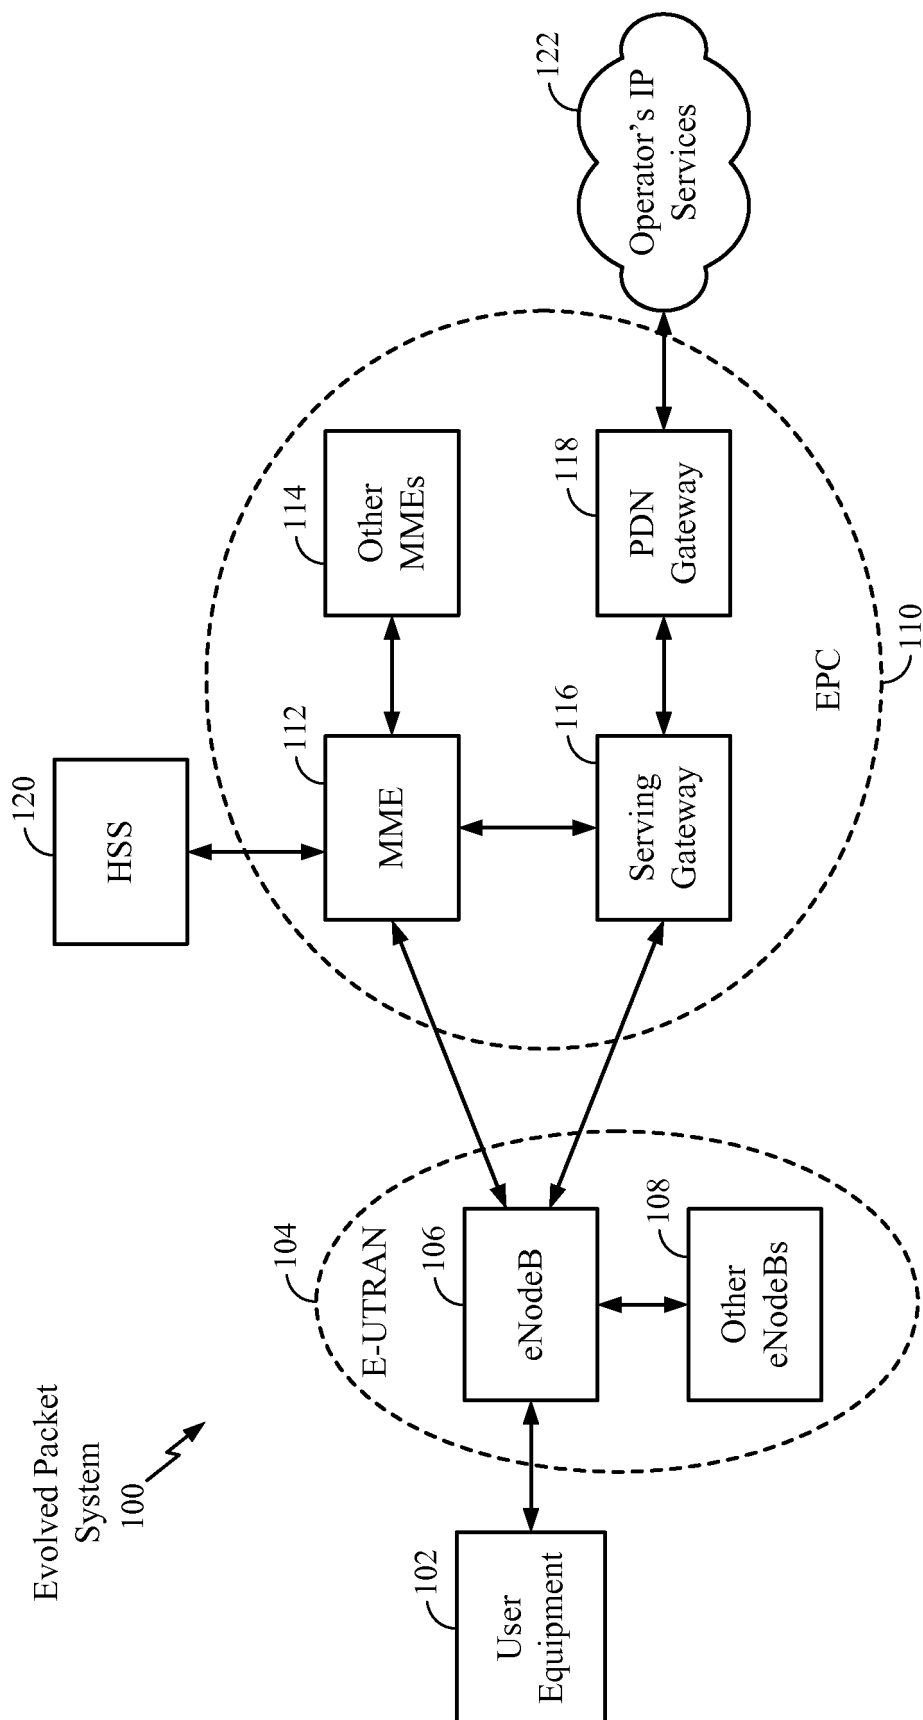 Evolved Packet
System
100
102
User
Equipment
104
E-UTRAN
106
eNodeB
108
Other
eNodeBs
120
HSS
112
MME
114
Other
MMEs
116
Serving
Gateway
118
PDN
Gateway
EPC
110
122
Operator's IP
Services